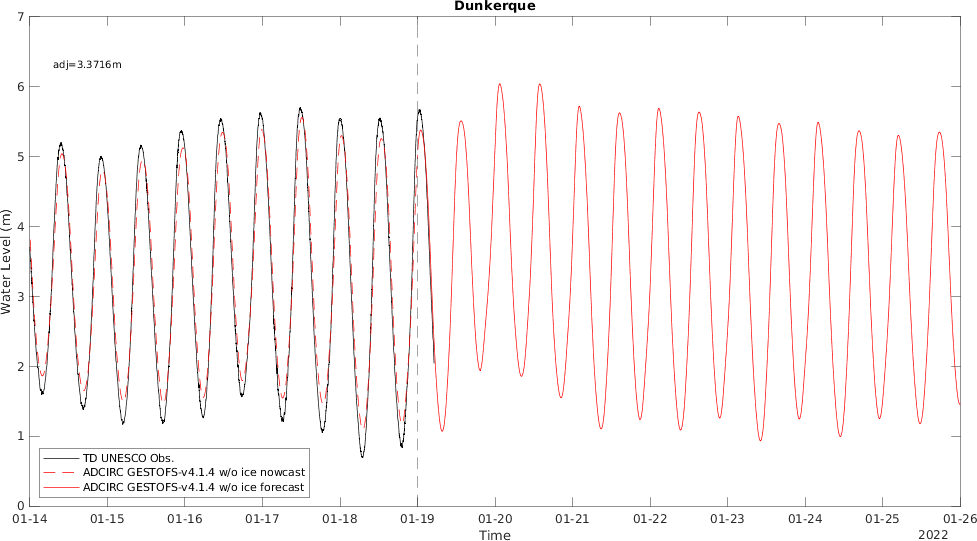 Dunkerque
7
adj=3.3716m
6
5
4
3
2
1
0
Water Level (m)
TD UNESCO Obs.
ADCIRC GESTOFS-v4.1.4 w/o ice nowcast
ADCIRC GESTOFS-v4.1.4 w/o ice forecast
01-14 01-15 01-16 01-17 01-18 01-19 01-20 01-21 01-22 01-23 01-24 01-25 01-26
Time
2022